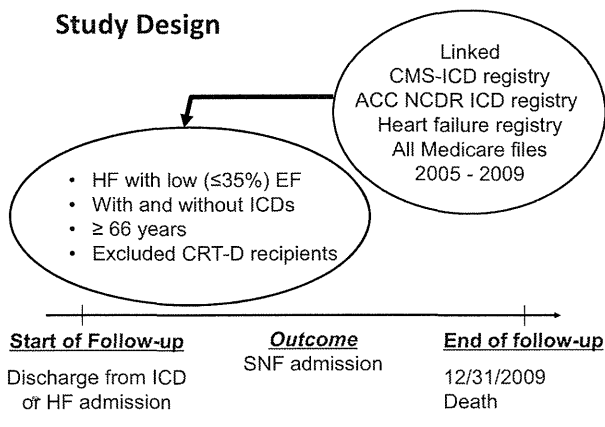 Study Design
Linked
CMS-ICD registry
ACC NCDR ICD registry
Heart failure registry
All Medicare files
2005 - 2009
• HF with low (≤35%) EF
• With and without ICDs
• ≥ 66 years
• Excluded CRT-D recipients
Start of Follow-up
Discharge from ICD
or HF admission
Outcome
SNF admission
End of follow-up
12/31/2009
Death